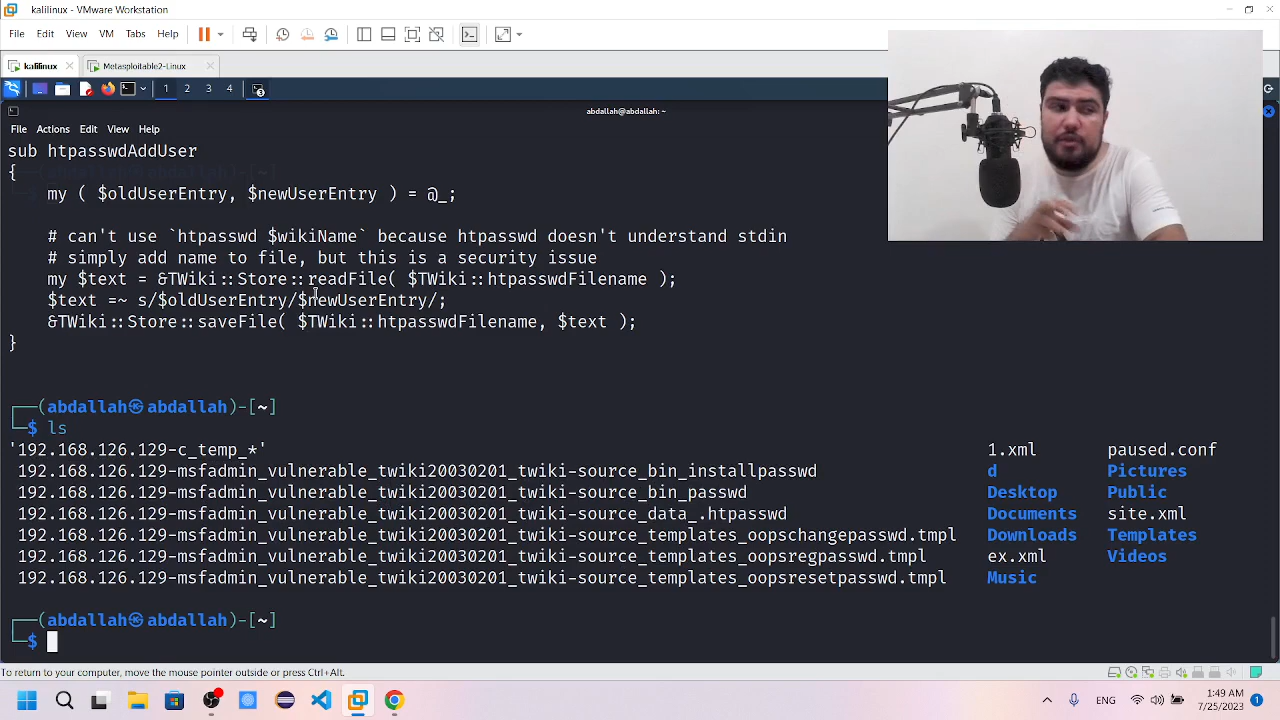 kalilinux - VMware Workstation
File Edit View VM Tabs Help
kalilinux
Metasploitable2-Linux
1 2 3 4
abdallah@abdallah: ~
File Actions Edit View Help
sub htpasswdAddUser
{
my ( $oldUserEntry, $newUserEntry ) = @_;
# can't use `htpasswd $wikiName` because htpasswd doesn't understand stdin
# simply add name to file, but this is a security issue
my $text = &TWiki::Store::readFile( $TWiki::htpasswdFilename );
$text =~ s/$oldUserEntry/$newUserEntry/;
&TWiki::Store::saveFile( $TWiki::htpasswdFilename, $text );
}
┌──(abdallah㉿abdallah)-[~]
└─$ ls
'192.168.126.129-c_temp_*' 1.xml paused.conf
192.168.126.129-msfadmin_vulnerable_twiki20030201_twiki-source_bin_installpasswd d Pictures
192.168.126.129-msfadmin_vulnerable_twiki20030201_twiki-source_bin_passwd Desktop Public
192.168.126.129-msfadmin_vulnerable_twiki20030201_twiki-source_data_.htpasswd Documents site.xml
192.168.126.129-msfadmin_vulnerable_twiki20030201_twiki-source_templates_oopschangepasswd.tmpl Downloads Templates
192.168.126.129-msfadmin_vulnerable_twiki20030201_twiki-source_templates_oopsregpasswd.tmpl ex.xml Videos
192.168.126.129-msfadmin_vulnerable_twiki20030201_twiki-source_templates_oopsresetpasswd.tmpl Music
┌──(abdallah㉿abdallah)-[~]
└─$
To return to your computer, move the mouse pointer outside or press Ctrl+Alt.
ENG
1:49 AM
7/25/2023